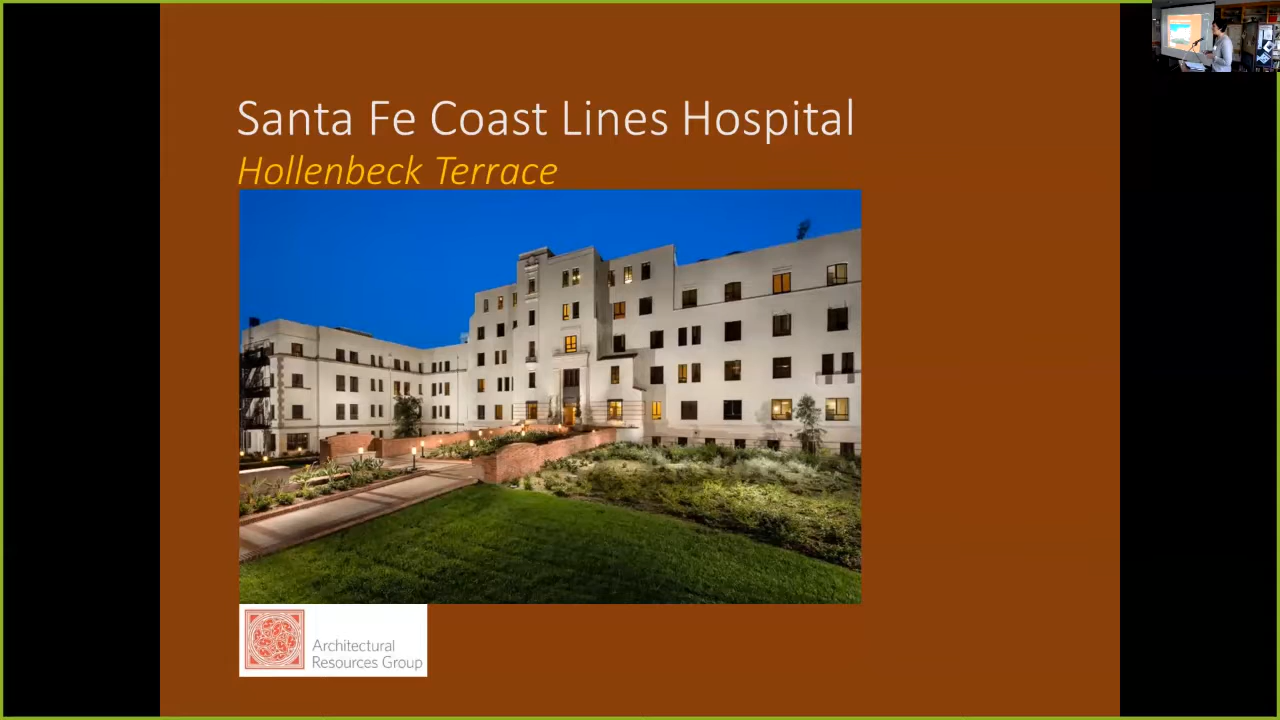 Santa Fe Coast Lines Hospital
Hollenbeck Terrace
Architectural
Resources Group